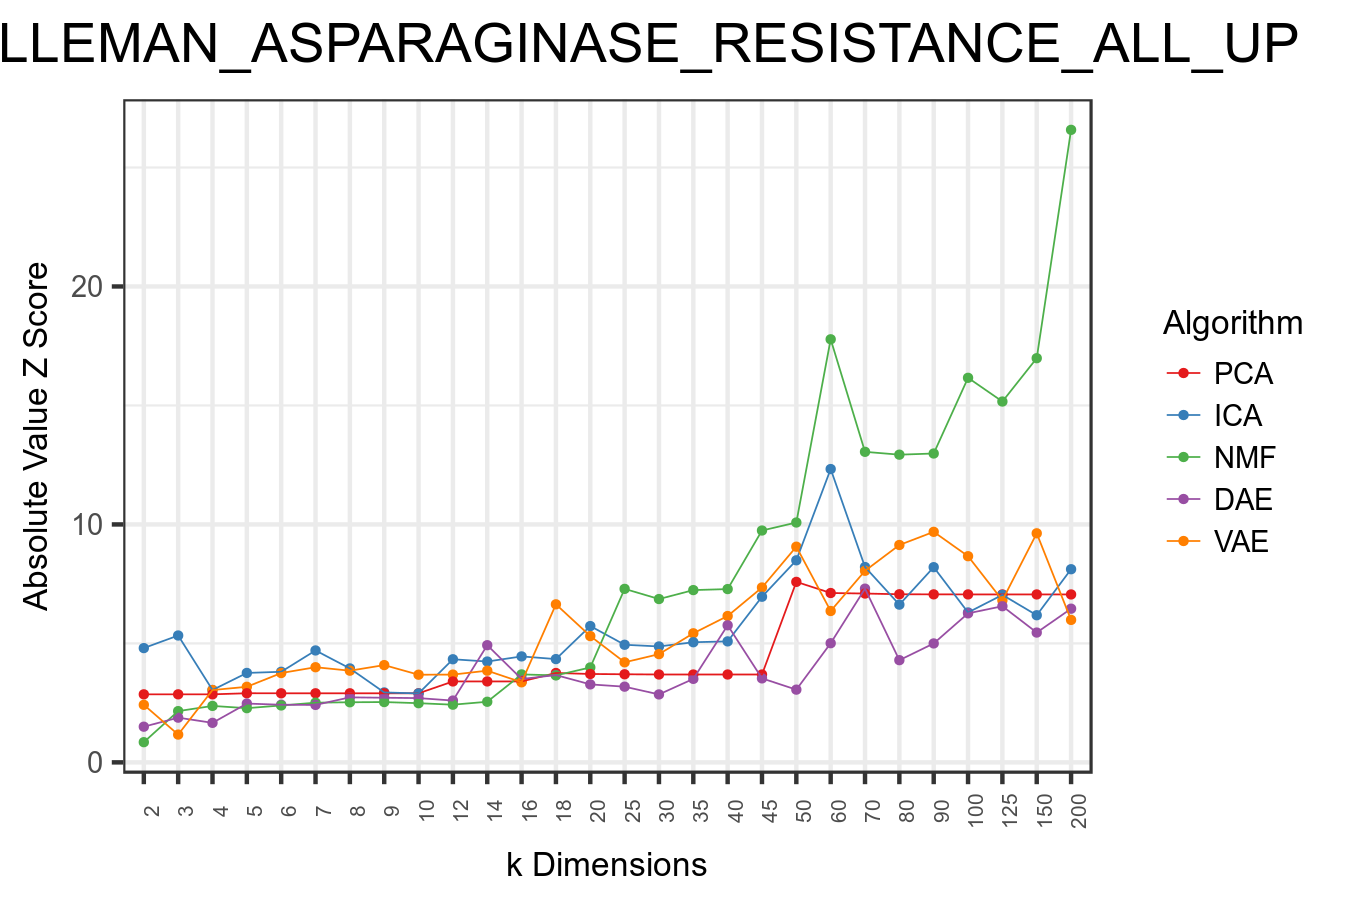 LLEMAN_ASPARAGINASE_RESISTANCE_ALL_UP
Absolute Value Z Score
20
10
0
2 3 4 5 6 7 8 9 10 12 14 16 18 20 25 30 35 40 45 50 60 70 80 90 100 125 150 200
k Dimensions
Algorithm
PCA
ICA
NMF
DAE
VAE